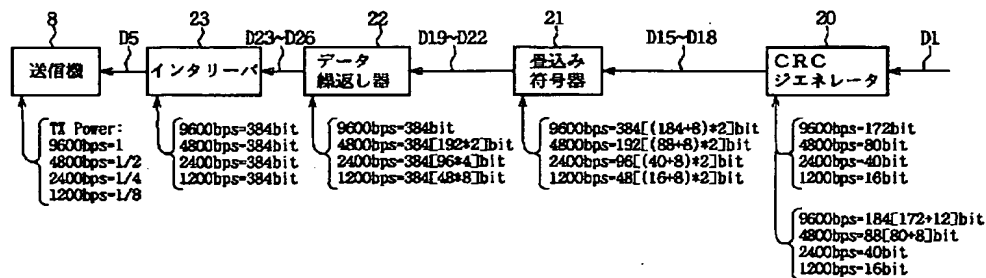 8
23
22
21
20
D5
D23~D26
D19~D22
D15~D18
D1
送信機
インタリーバ
データ
繰返し器
畳込み
符号器
CRC
ジエネレータ
TX Power:
9600bps=1
4800bps=1/2
2400bps=1/4
1200bps=1/8
9600bps=384bit
4800bps=384bit
2400bps=384bit
1200bps=384bit
9600bps=384bit
4800bps=384[192*2]bit
2400bps=384[96*4]bit
1200bps=384[48*8]bit
9600bps=384[(184+8)*2]bit
4800bps=192[(88+8)*2]bit
2400bps=96[(40+8)*2]bit
1200bps=48[(16+8)*2]bit
9600bps=172bit
4800bps=80bit
2400bps=40bit
1200bps=16bit
9600bps=184[172+12]bit
4800bps=88[80+8]bit
2400bps=40bit
1200bps=16bit